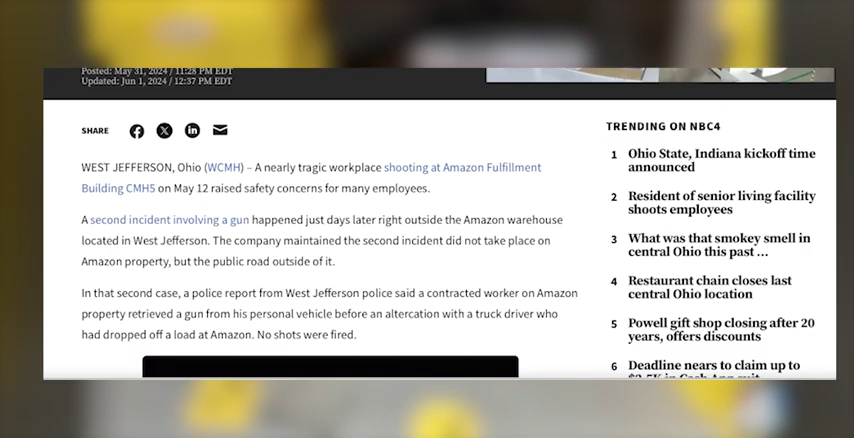 Posted: May 31, 2024 / 11:28 PM EDT
Updated: Jun 1, 2024 / 12:37 PM EDT
SHARE
WEST JEFFERSON, Ohio (WCMH) – A nearly tragic workplace shooting at Amazon Fulfillment
Building CMH5 on May 12 raised safety concerns for many employees.
A second incident involving a gun happened just days later right outside the Amazon warehouse
located in West Jefferson. The company maintained the second incident did not take place on
Amazon property, but the public road outside of it.
In that second case, a police report from West Jefferson police said a contracted worker on Amazon
property retrieved a gun from his personal vehicle before an altercation with a truck driver who
had dropped off a load at Amazon. No shots were fired.
TRENDING ON NBC4
1 Ohio State, Indiana kickoff time
announced
2 Resident of senior living facility
shoots employees
3 What was that smokey smell in
central Ohio this past ...
4 Restaurant chain closes last
central Ohio location
5 Powell gift shop closing after 20
years, offers discounts
6 Deadline nears to claim up to